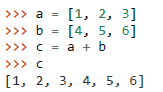 >>> a = [1, 2, 3]
>>> b = [4, 5, 6]
>>> c = a + b
>>> c
[1, 2, 3, 4, 5, 6]